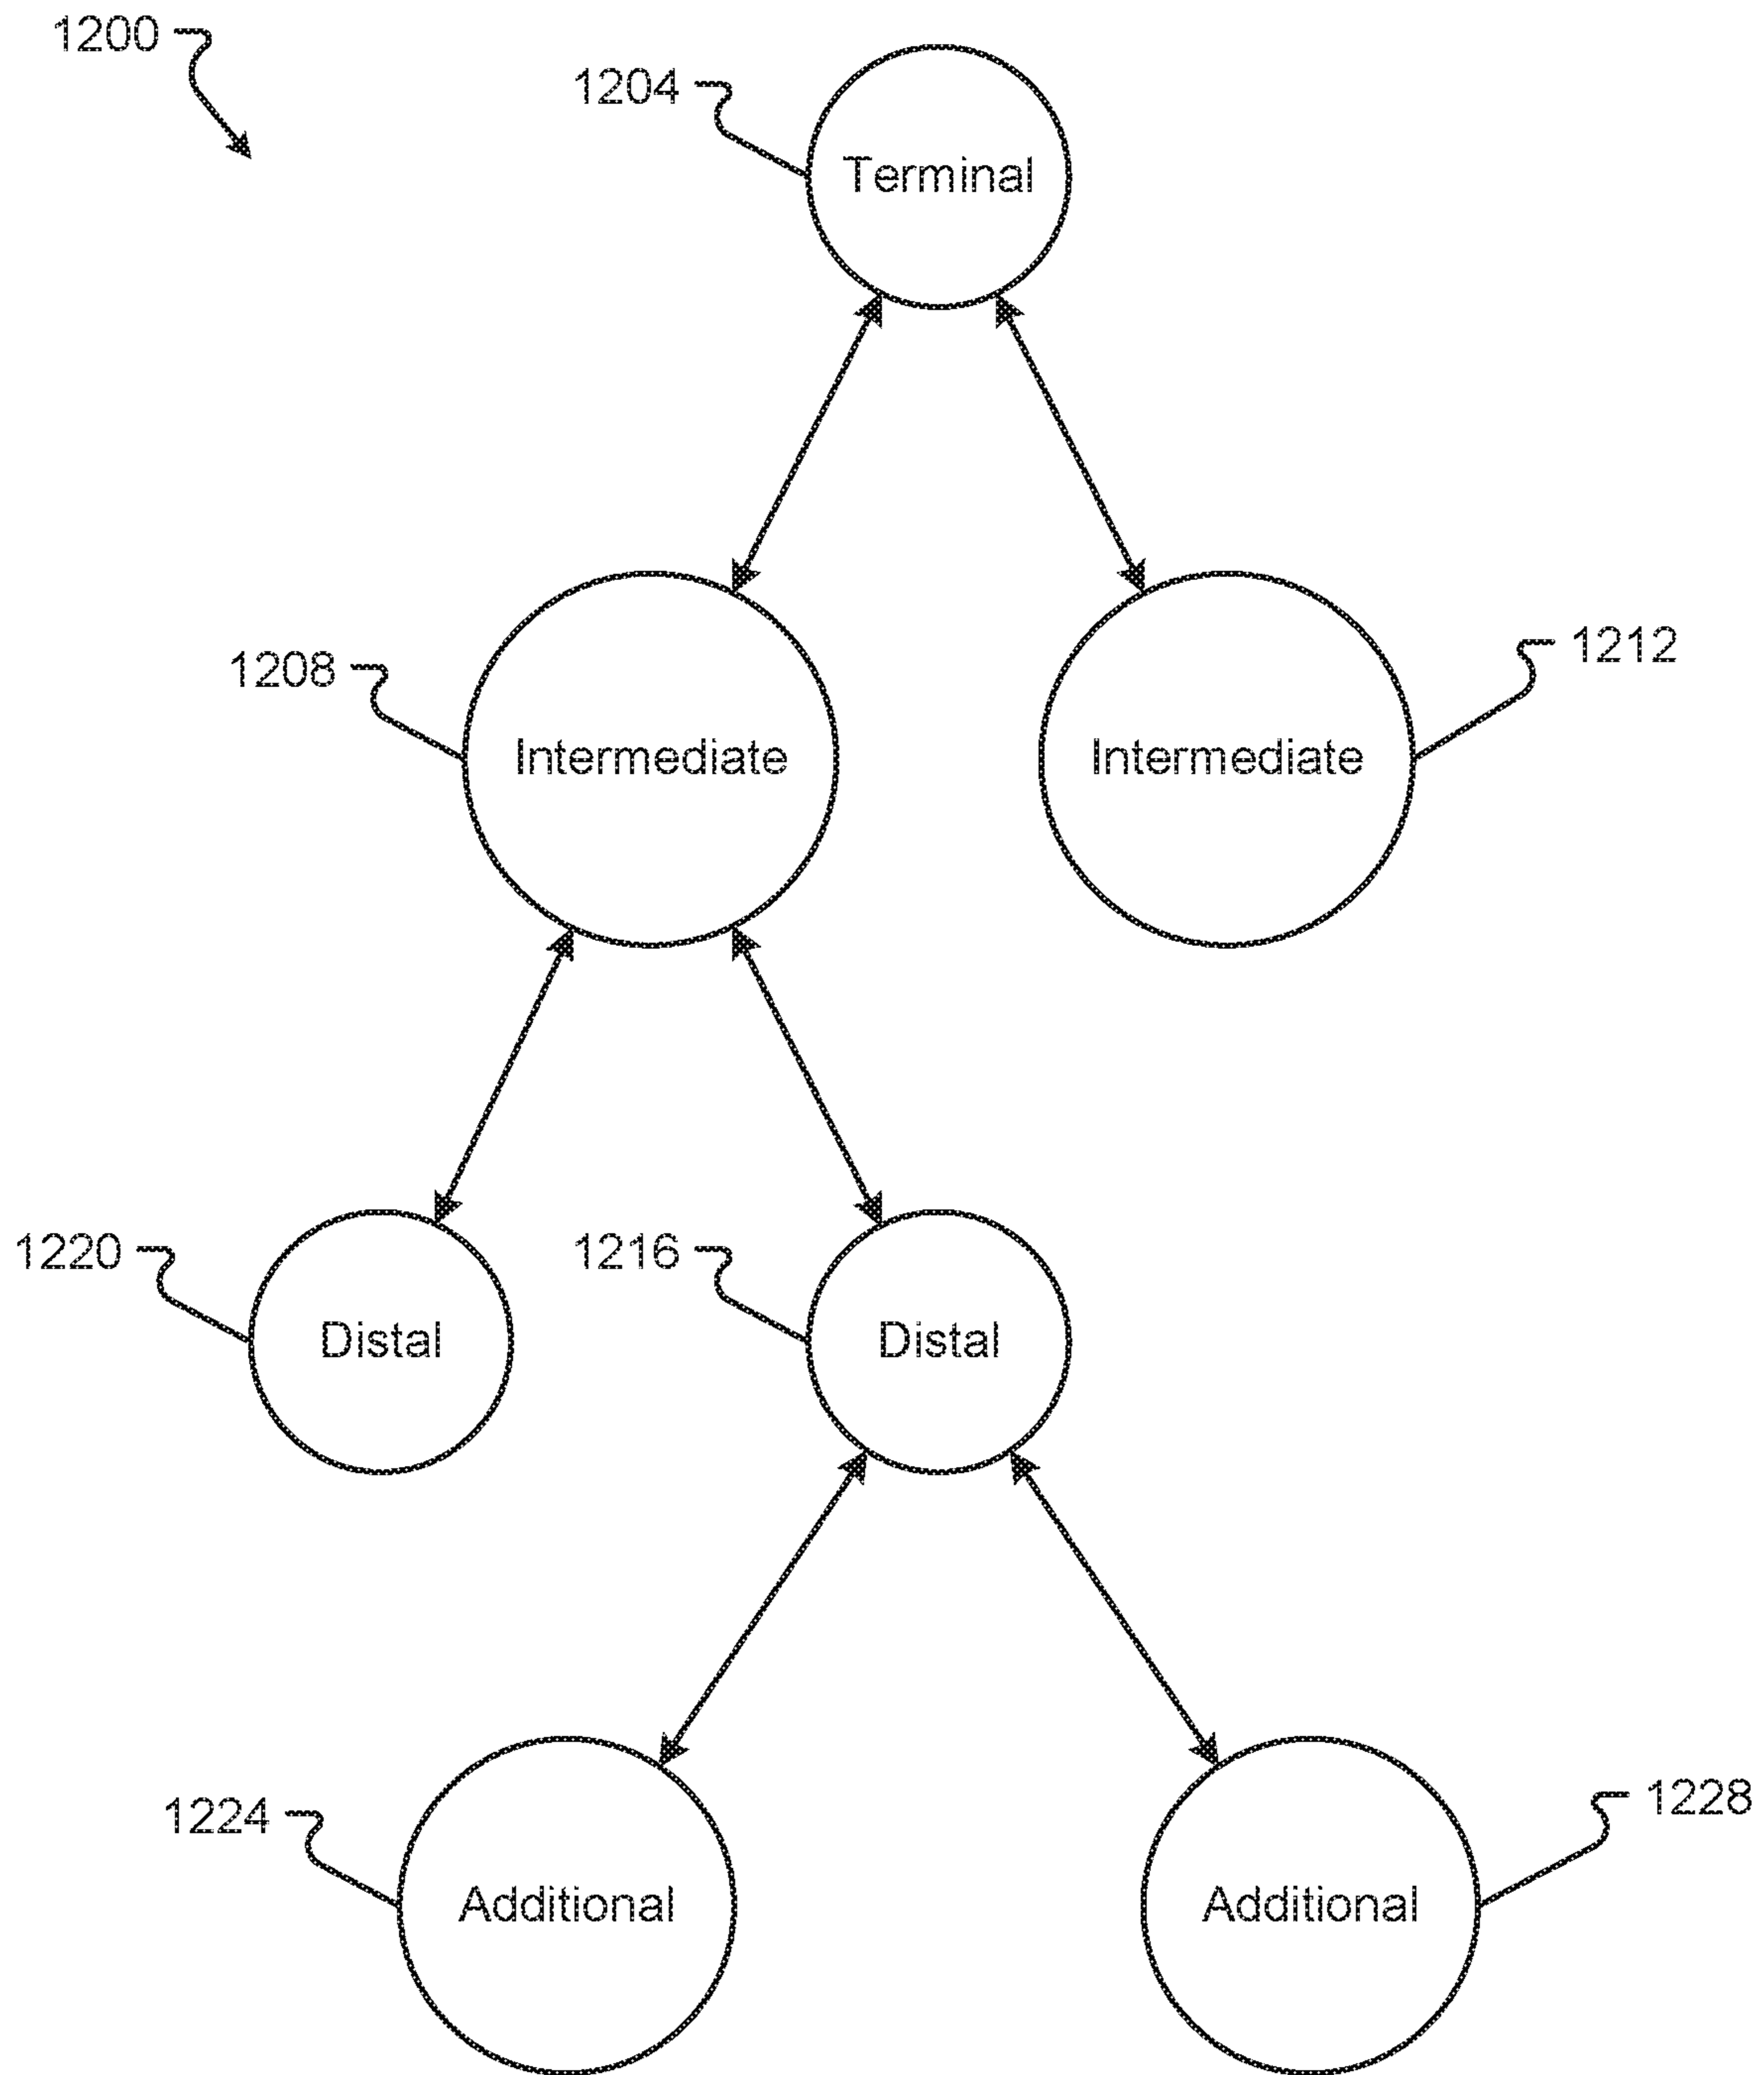 1200
1204
Terminal
1208
1212
Intermediate
Intermediate
1220
1216
Distal
Distal
1224
1228
Additional
Additional